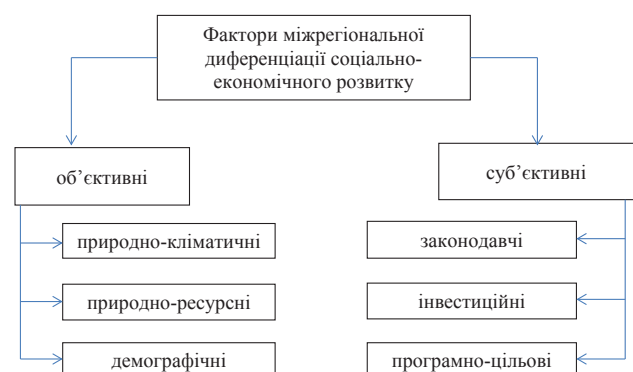 Фактори міжрегіональної
диференціації соціально-
економічного розвитку
об’єктивні
суб’єктивні
природно-кліматичні
законодавчі
природно-ресурсні
інвестиційні
демографічні
програмно-цільові